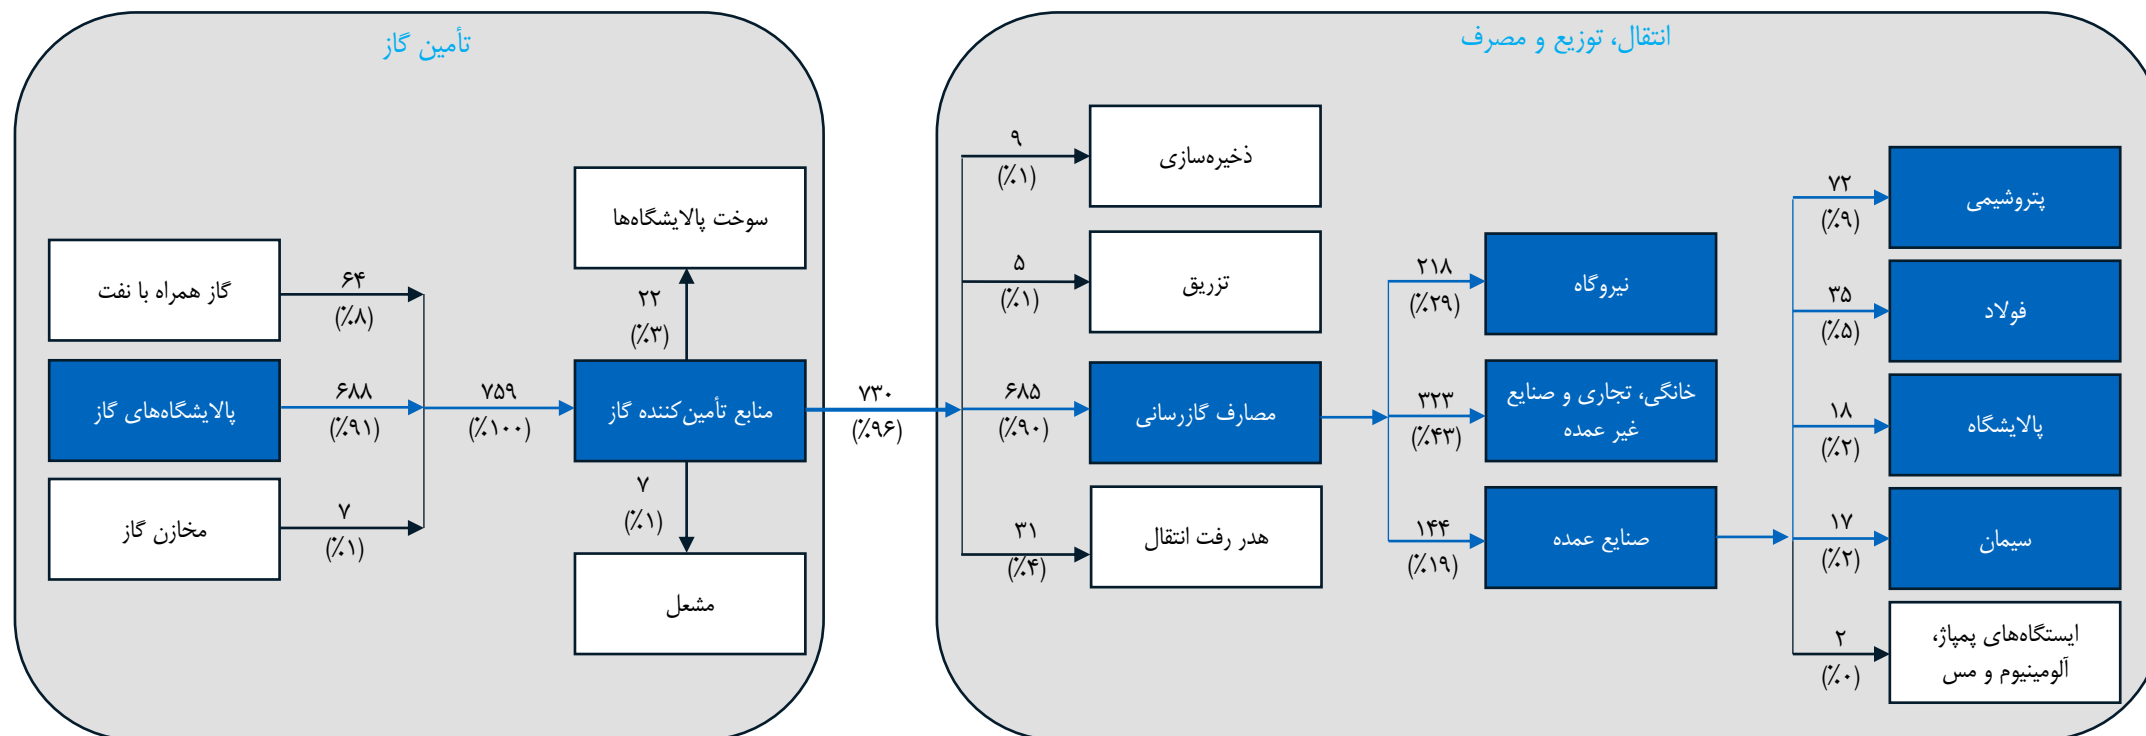 تأمین گاز
گاز همراه با نفت
۶۴
(٪۸)
پالایشگاه‌های گاز
۶۸۸
(٪۹۱)
مخازن گاز
۷
(٪۱)
۷۵۹
(٪۱۰۰)
سوخت پالایشگاه‌ها
۲۲
(٪۳)
منابع تأمین‌کننده گاز
۷
(٪۱)
مشعل
۷۳۰
(٪۹۶)
انتقال، توزیع و مصرف
۹
(٪۱)
ذخیره‌سازی
۵
(٪۱)
تزریق
۶۸۵
(٪۹۰)
مصارف گازرسانی
۳۱
(٪۴)
هدر رفت انتقال
۲۱۸
(٪۲۹)
نیروگاه
۳۲۳
(٪۴۳)
خانگی، تجاری و صنایع
غیر عمده
۱۴۴
(٪۱۹)
صنایع عمده
۷۲
(٪۹)
پتروشیمی
۳۵
(٪۵)
فولاد
۱۸
(٪۲)
پالایشگاه
۱۷
(٪۲)
سیمان
۲
(٪۰)
ایستگاه‌های پمپاژ،
آلومینیوم و مس